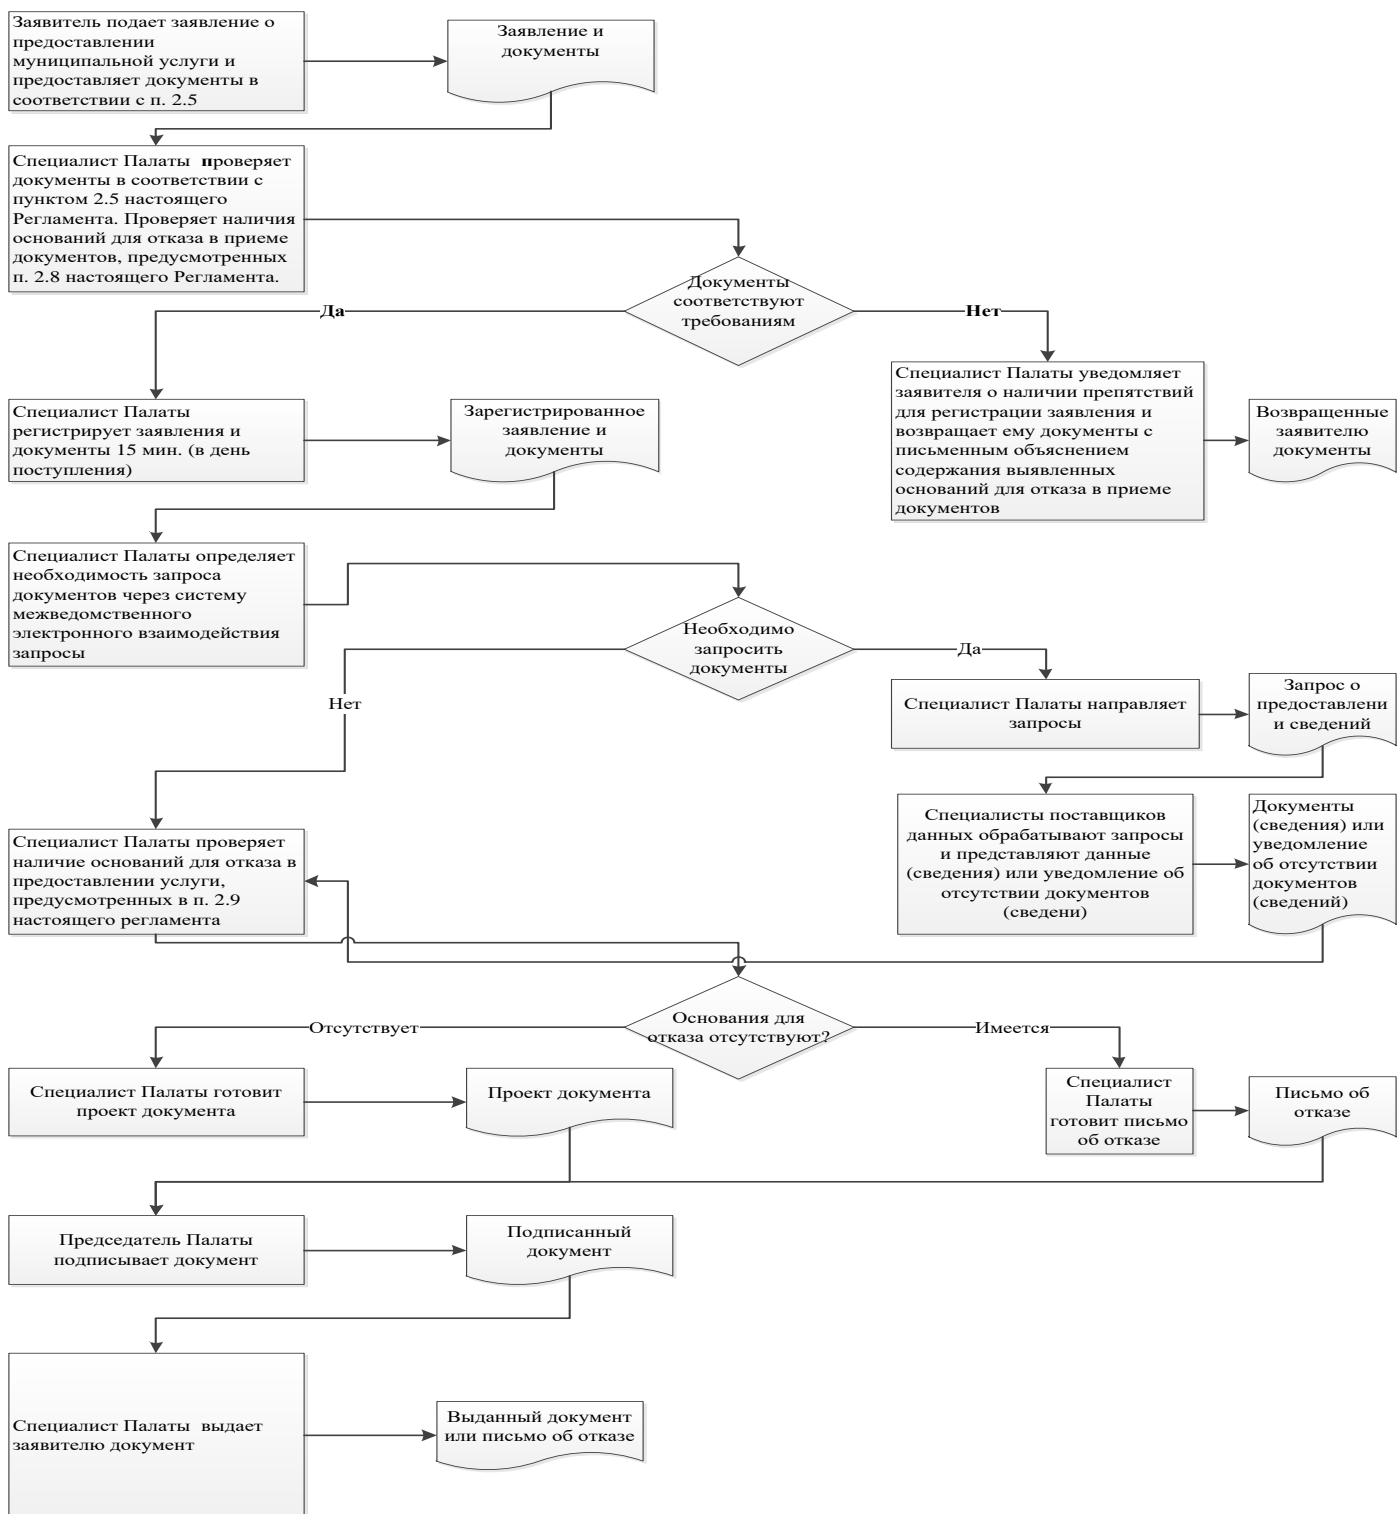 Заявитель подает заявление о
предоставлении
муниципальной услуги и
предоставляет документы в
соответствии с п. 2.5
Заявление и
документы
Специалист Палаты  проверяет
документы в соответствии с
пунктом 2.5 настоящего
Регламента. Проверяет наличия
оснований для отказа в приеме
документов, предусмотренных
п. 2.8 настоящего Регламента.
Документы
соответствуют
требованиям
Да
Нет
Специалист Палаты
регистрирует заявления и
документы 15 мин. (в день
поступления)
Зарегистрированное
заявление и
документы
Специалист Палаты уведомляет
заявителя о наличии препятствий
для регистрации заявления и
возвращает ему документы с
письменным объяснением
содержания выявленных
оснований для отказа в приеме
документов
Возвращенные
заявителю
документы
Специалист Палаты определяет
необходимость запроса
документов через систему
межведомственного
электронного взаимодействия
запросы
Необходимо
запросить
документы
Да
Нет
Специалист Палаты направляет
запросы
Запрос о
предоставлени
и сведений
Специалисты поставщиков
данных обрабатывают запросы
и представляют данные
(сведения) или уведомление об
отсутствии документов
(сведени)
Документы
(сведения) или
уведомление
об отсутствии
документов
(сведений)
Специалист Палаты проверяет
наличие оснований для отказа в
предоставлении услуги,
предусмотренных в п. 2.9
настоящего регламента
Основания для
отказа отсутствуют?
Отсутствует
Имеется
Специалист Палаты готовит
проект документа
Проект документа
Специалист
Палаты
готовит письмо
об отказе
Письмо об
отказе
Председатель Палаты
подписывает документ
Подписанный
документ
Специалист Палаты  выдает
заявителю документ
Выданный документ
или письмо об отказе